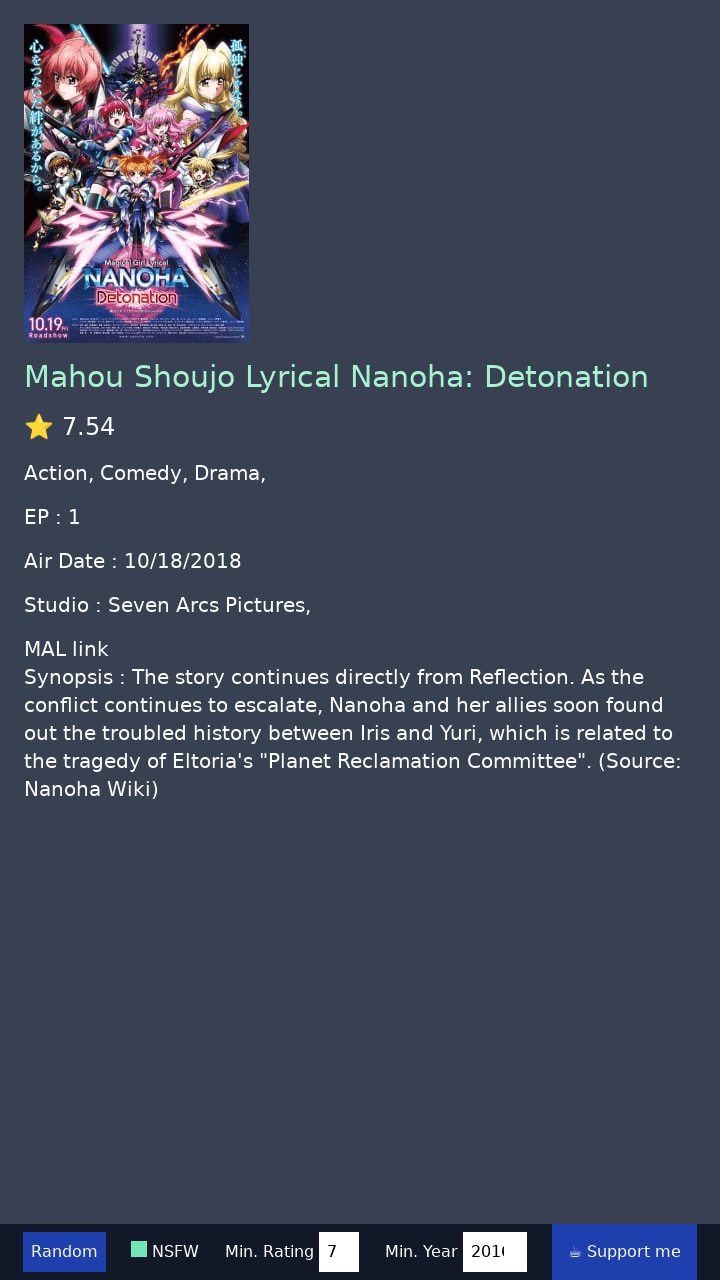 心をつないだ絆があるから。
孤独じゃない。
Magical Girl Lyrical
NANOHA
Detonation
10.19
Roadshow
Mahou Shoujo Lyrical Nanoha: Detonation
⭐ 7.54
Action, Comedy, Drama,
EP : 1
Air Date : 10/18/2018
Studio : Seven Arcs Pictures,
MAL link
Synopsis : The story continues directly from Reflection. As the
conflict continues to escalate, Nanoha and her allies soon found
out the troubled history between Iris and Yuri, which is related to
the tragedy of Eltoria's "Planet Reclamation Committee". (Source:
Nanoha Wiki)
Random NSFW Min. Rating 7 Min. Year 2016 ☕ Support me